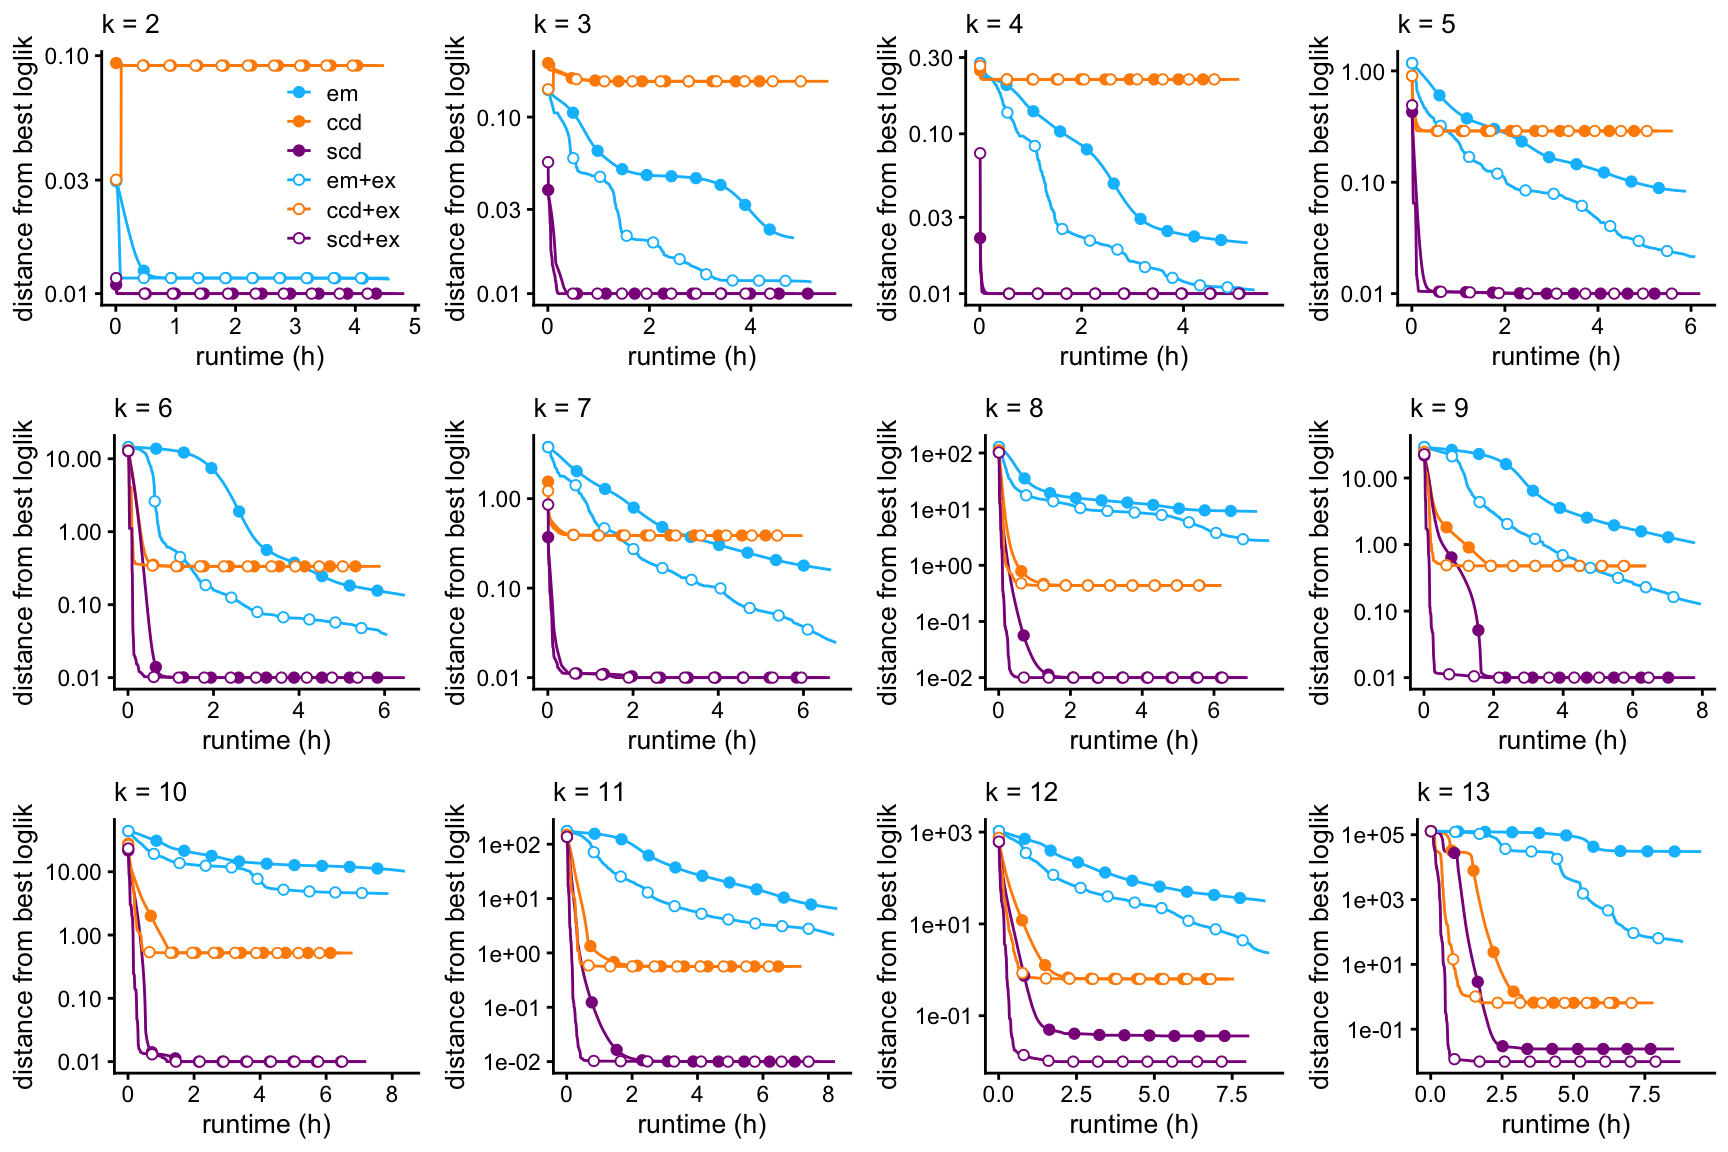 k = 2
distance from best loglik
0.10
0.03
0.01
em
ccd
scd
em+ex
ccd+ex
scd+ex
0 1 2 3 4 5
runtime (h)
k = 3
distance from best loglik
0.10
0.03
0.01
0 2 4
runtime (h)
k = 4
distance from best loglik
0.30
0.10
0.03
0.01
0 2 4
runtime (h)
k = 5
distance from best loglik
1.00
0.10
0.01
0 2 4 6
runtime (h)
k = 6
distance from best loglik
10.00
1.00
0.10
0.01
0 2 4 6
runtime (h)
k = 7
distance from best loglik
1.00
0.10
0.01
0 2 4 6
runtime (h)
k = 8
distance from best loglik
1e+02
1e+01
1e+00
1e-01
1e-02
0 2 4 6
runtime (h)
k = 9
distance from best loglik
10.00
1.00
0.10
0.01
0 2 4 6 8
runtime (h)
k = 10
distance from best loglik
10.00
1.00
0.10
0.01
0 2 4 6 8
runtime (h)
k = 11
distance from best loglik
1e+02
1e+01
1e+00
1e-01
1e-02
0 2 4 6 8
runtime (h)
k = 12
distance from best loglik
1e+03
1e+01
1e-01
0.0 2.5 5.0 7.5
runtime (h)
k = 13
distance from best loglik
1e+05
1e+03
1e+01
1e-01
0.0 2.5 5.0 7.5
runtime (h)